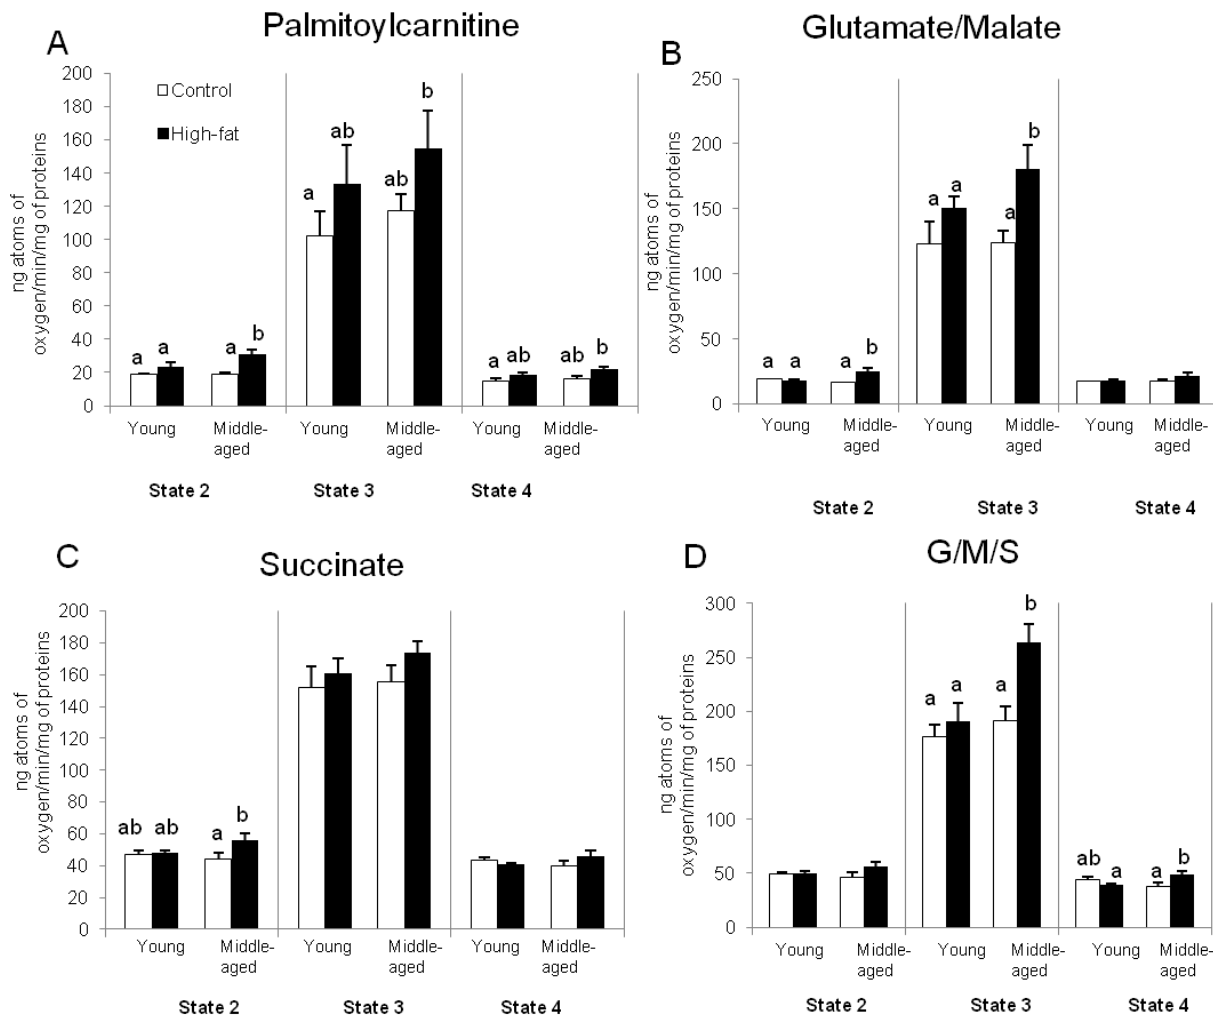 A
Palmitoylcarnitine
ng atoms of
oxygen/min/mg of proteins
200
180
160
140
120
100
80
60
40
20
0
Control
High-fat
a a a b
a ab ab b
a ab ab b
Young Middle-
aged
Young Middle-
aged
Young Middle-
aged
State 2 State 3 State 4
B
Glutamate/Malate
ng atoms of
oxygen/min/mg of proteins
250
200
150
100
50
0
a a a b
a a a b
Young Middle-
aged
Young Middle-
aged
Young Middle-
aged
State 2 State 3 State 4
C
Succinate
ng atoms of
oxygen/min/mg of proteins
200
180
160
140
120
100
80
60
40
20
0
ab ab a b
Young Middle-
aged
Young Middle-
aged
Young Middle-
aged
State 2 State 3 State 4
D
G/M/S
ng atoms of
oxygen/min/mg of proteins
300
250
200
150
100
50
0
a a a b
ab a a b
Young Middle-
aged
Young Middle-
aged
Young Middle-
aged
State 2 State 3 State 4